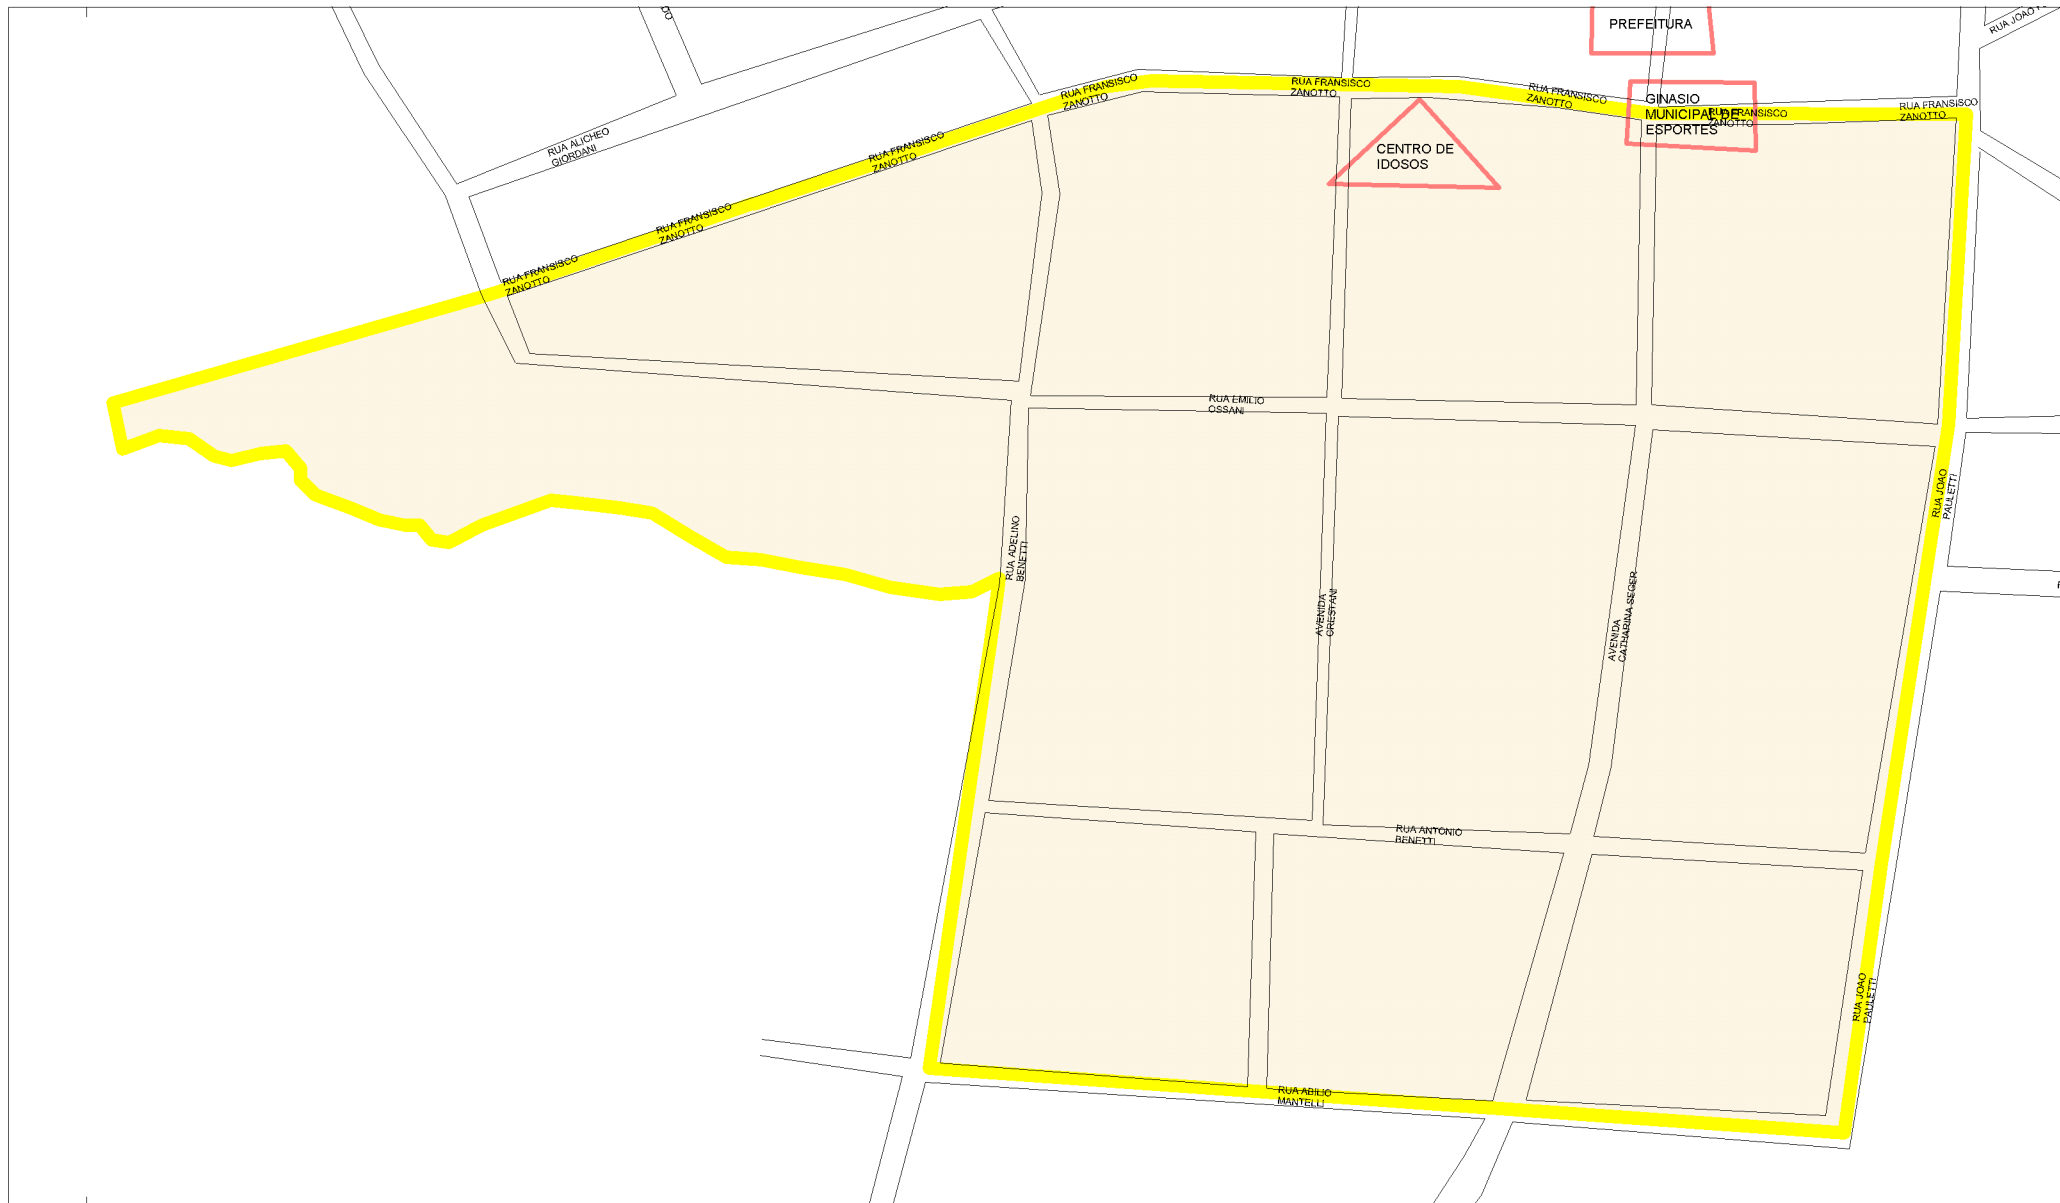 DO
PREFEITURA
RUA JOAO
RUA FRANSISCO
ZANOTTO
RUA FRANSISCO
ZANOTTO
RUA FRANSISCO
ZANOTTO
GINASIO
MUNICIPAL DE
ESPORTES
RUA FRANSISCO
ZANOTTO
RUA FRANSISCO
ZANOTTO
RUA ALICHEO
GIORDANI
RUA FRANSISCO
ZANOTTO
CENTRO DE
IDOSOS
RUA FRANSISCO
ZANOTTO
RUA FRANSISCO
ZANOTTO
RUA EMILIO
OSSANI
RUA JOAO
PAULETTI
RUA ADELINO
BENETTI
AVENIDA
CRESTANI
AVENIDA
CATHARINA SEGER
RUA ANTONIO
BENETTI
RUA JOAO
PAULETTI
RUA ABILIO
MANTELLI